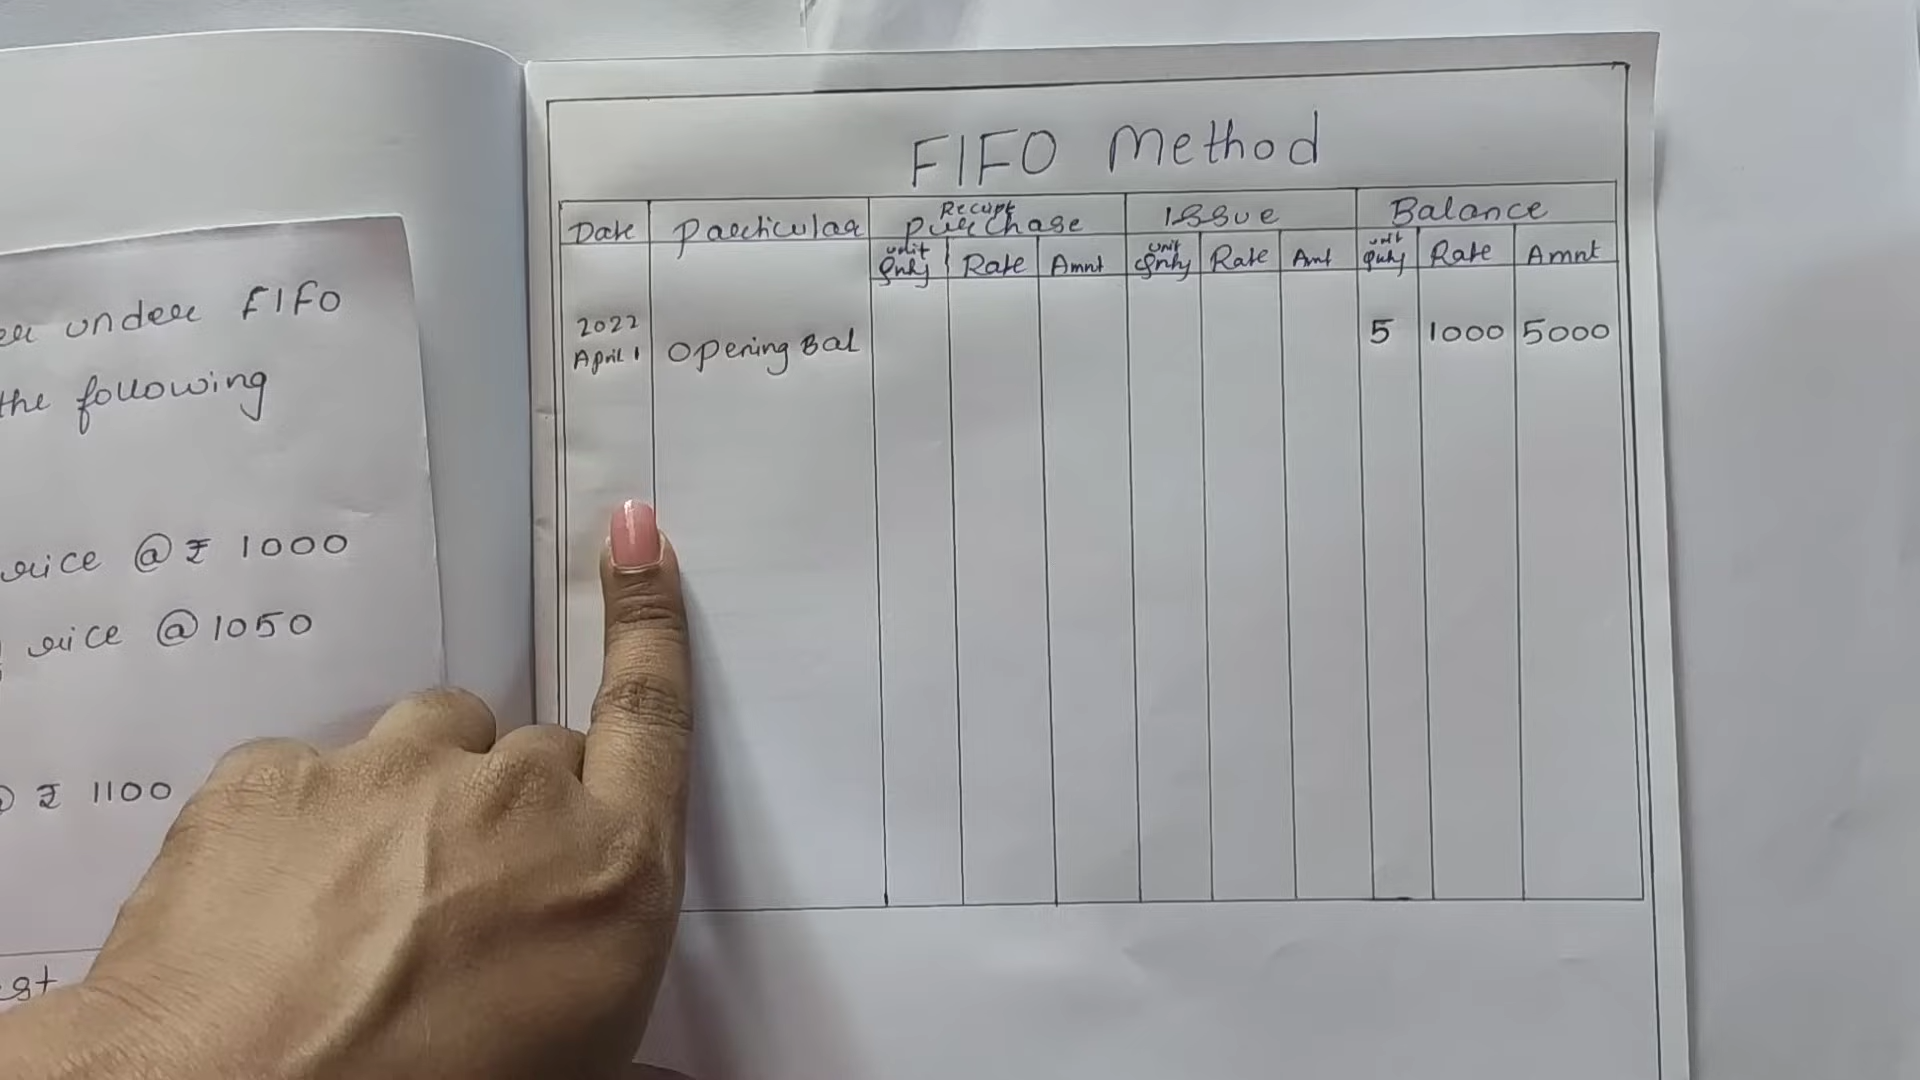 under FIFO
the following
rice @ ₹ 1000
rice @ 1050
₹ 1100
FIFO Method
Date Particular Recipt Purchase Issue Balance
unit Qnty Rate Amnt unit Qnty Rate Amt unit Qnty Rate Amnt
2022
April 1 Opening Bal 5 1000 5000